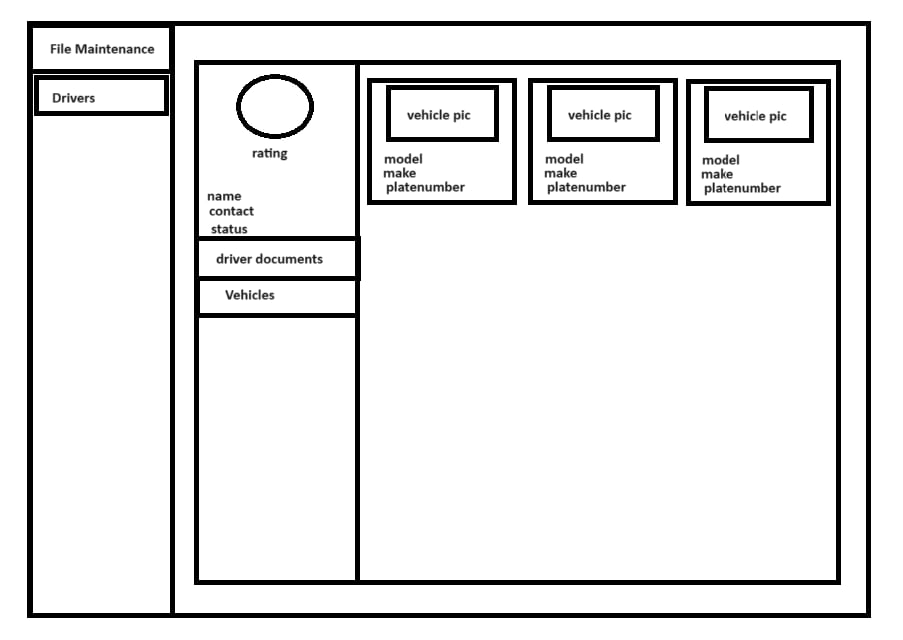 File Maintenance
Drivers
rating
name
contact
status
driver documents
Vehicles
vehicle pic
model
make
platenumber
vehicle pic
model
make
platenumber
vehicle pic
model
make
platenumber